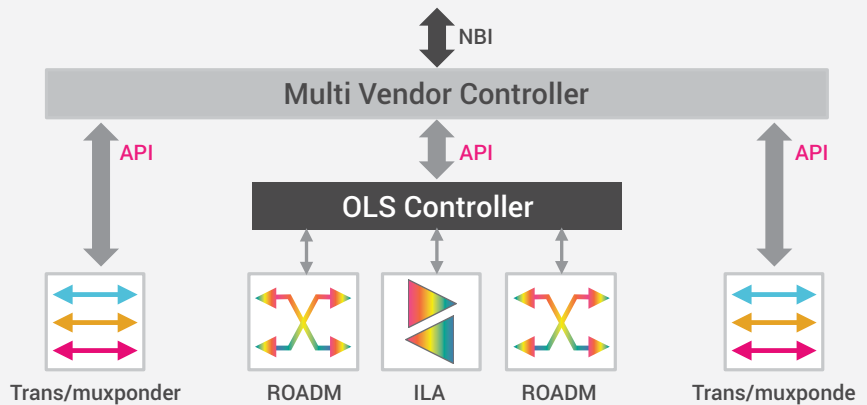 NBI
Multi Vendor Controller
API
API
API
OLS Controller
Trans/muxponder
ROADM
ILA
ROADM
Trans/muxponde